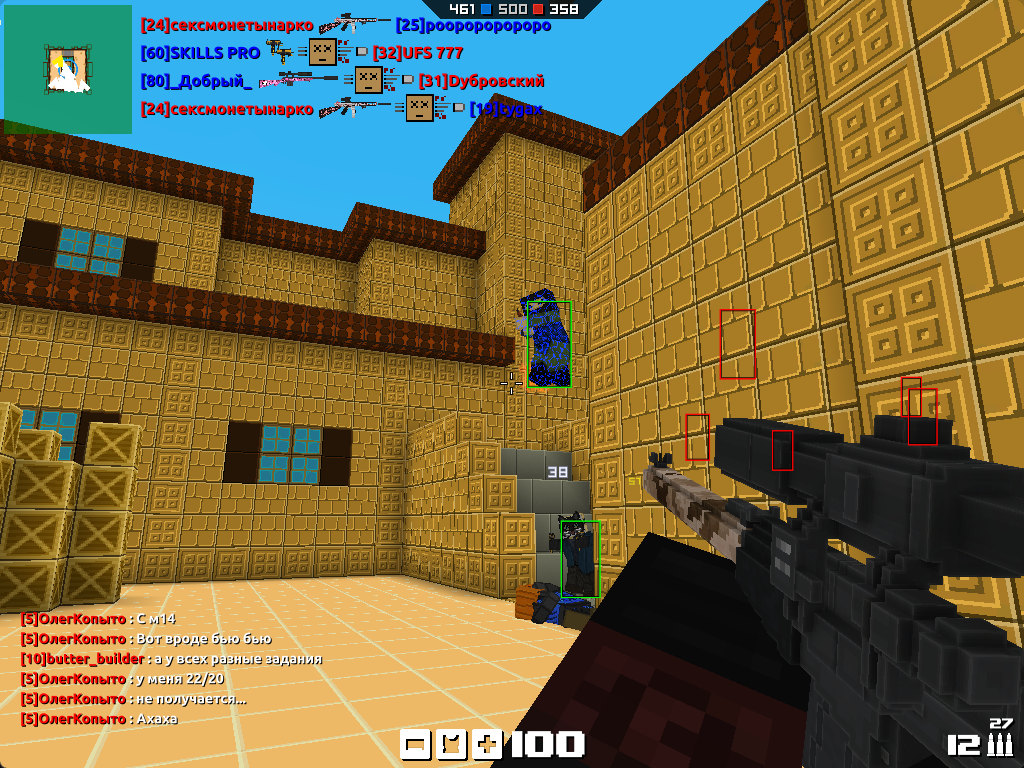 461 500 358
[24]сексмонетынарко [25]рооророророро
[60]SKILLS PRO [32]UFS 777
[80]_Добрый_ [31]Dубровский
[24]сексмонетынарко
38
[5]ОлегКопыто : С м14
[5]ОлегКопыто : Вот вроде бью бью
[10]butter_builder : а у всех разные задания
[5]ОлегКопыто : у меня 22/20
[5]ОлегКопыто : не получается...
[5]ОлегКопыто : Ахаха
100
27
12